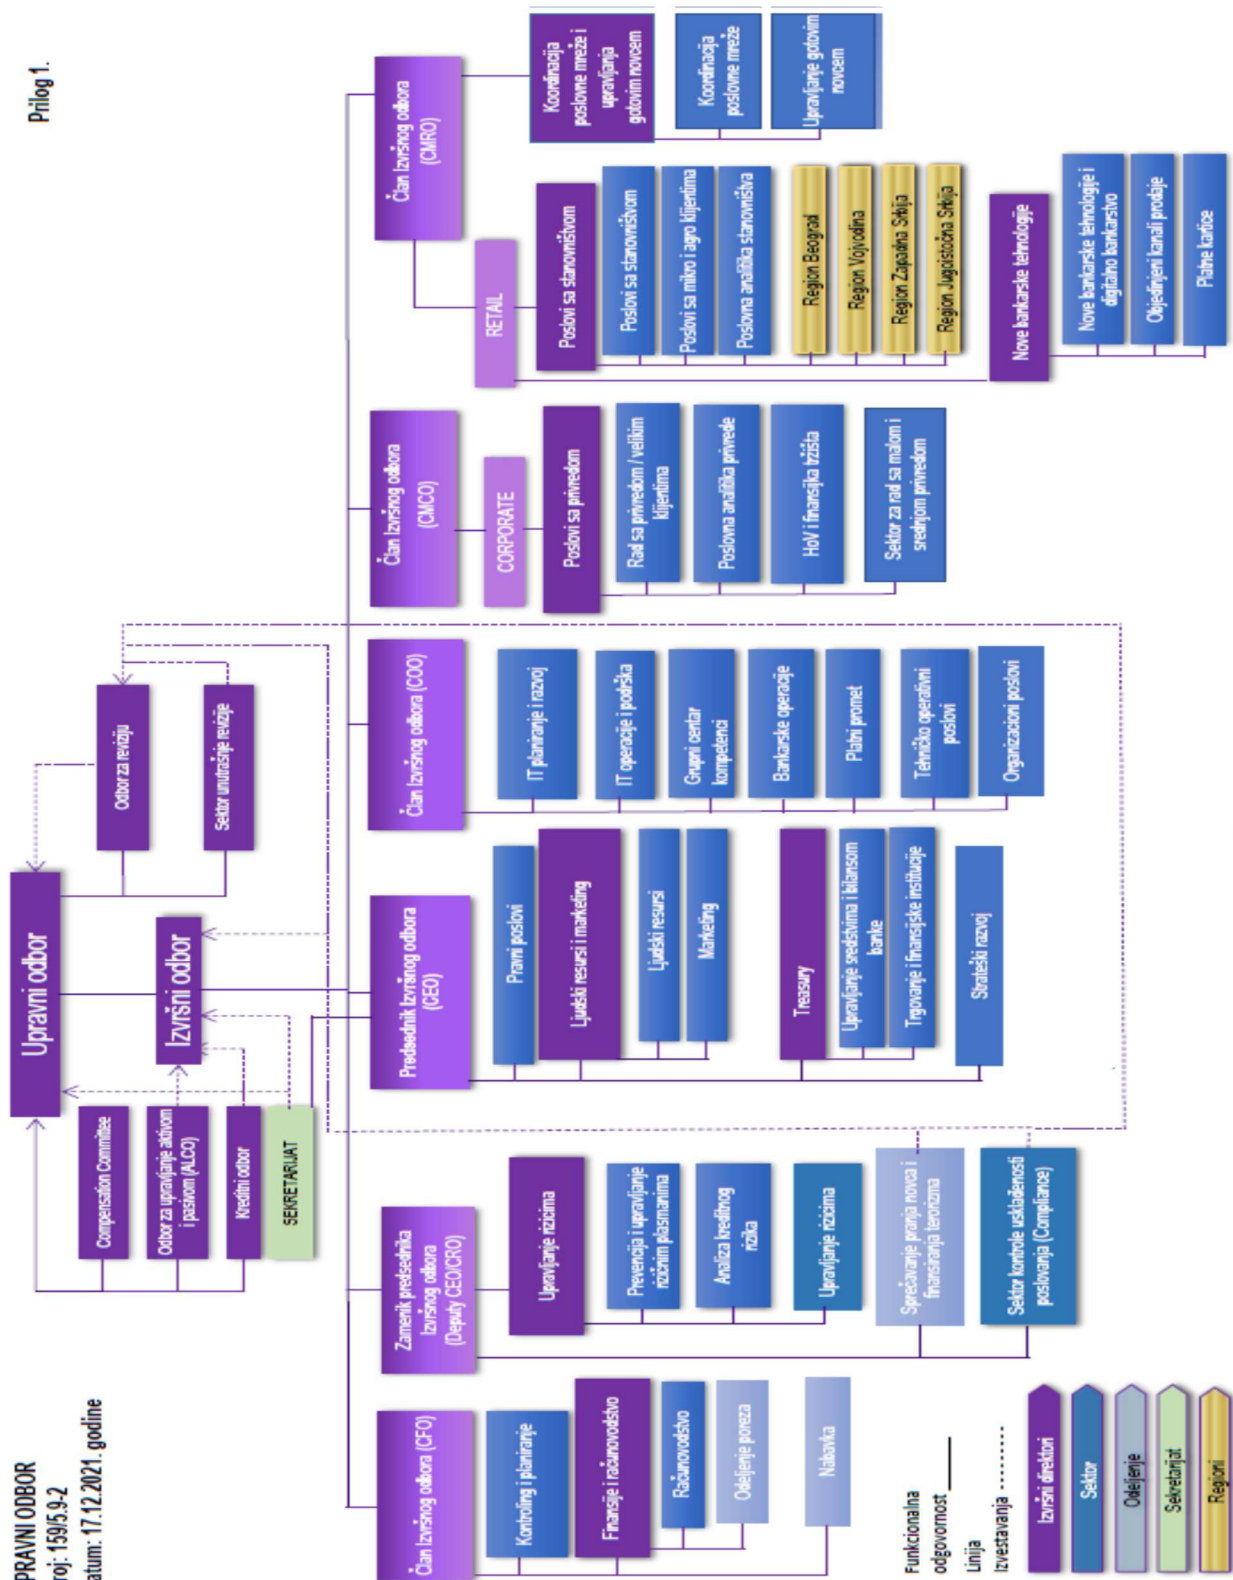 PRAVNI ODBOR
roj: 159/5.9-2
atum: 17.12.2021. godine
Prilog 1.
Upravni odbor
Compensation Committee
Odbor za upravljanje aktivom
i pasivom (ALCO)
Kreditni odbor
SEKRETARIJAT
Izvršni odbor
Odbor za reviziju
Sektor unutrašnje revizije
Član Izvršnog odbora (CFO)
Kontroling i planiranje
Finansije i računovodstvo
Računovodstvo
Odeljenje poreza
Nabavka
Zamenik predsednika
Izvršnog odbora
(Deputy CEO/CRO)
Upravljanje rizicima
Prevencija i upravljanje
rizičnim plasmanima
Analiza kreditnog
rizika
Upravljanje rizicima
Sprečavanje pranja novca i
finansiranja terorizma
Sektor kontrole usklađenosti
poslovanja (Compliance)
Predsednik Izvršnog odbora
(CEO)
Pravni poslovi
Ljudski resursi i marketing
Ljudski resursi
Marketing
Treasury
Upravljanje sredstvima i bilansom
banke
Trgovanje i finansijske institucije
Strateški razvoj
Član Izvršnog odbora (COO)
IT planiranje i razvoj
IT operacije i podrška
Grupni centar
kompetenci
Bankarske operacije
Platni promet
Tehničko operativni
poslovi
Organizacioni poslovi
Član Izvršnog odbora
(CMCO)
CORPORATE
Poslovi sa privredom
Rad sa privredom / velikim
klijentima
Poslovna analitika privrede
HoV i finansijka tržišta
Sektor za rad sa malom i
srednjom privredom
Član Izvršnog odbora
(CMRO)
RETAIL
Poslovi sa stanovništvom
Poslovi sa stanovništvom
Poslovi sa mikro i agro klijentima
Poslovna analitika stanovništva
Region Beograd
Region Vojvodina
Region Zapadna Srbija
Region Jugoistočna Srbija
Nove bankarske tehnologije
Nove bankarske tehnologije i
digitalno bankarstvo
Objedinjeni kanali prodaje
Platne kartice
Koordinacija
poslovne mreže i
upravljanja
gotovim novcem
Koordinacija
poslovne mreže
Upravljanje gotovim
novcem
Funkcionalna
odgovornost
Linija
Izvestavanja
Izvršni direktori
Sektor
Odeljenje
Sekretarijat
Regioni